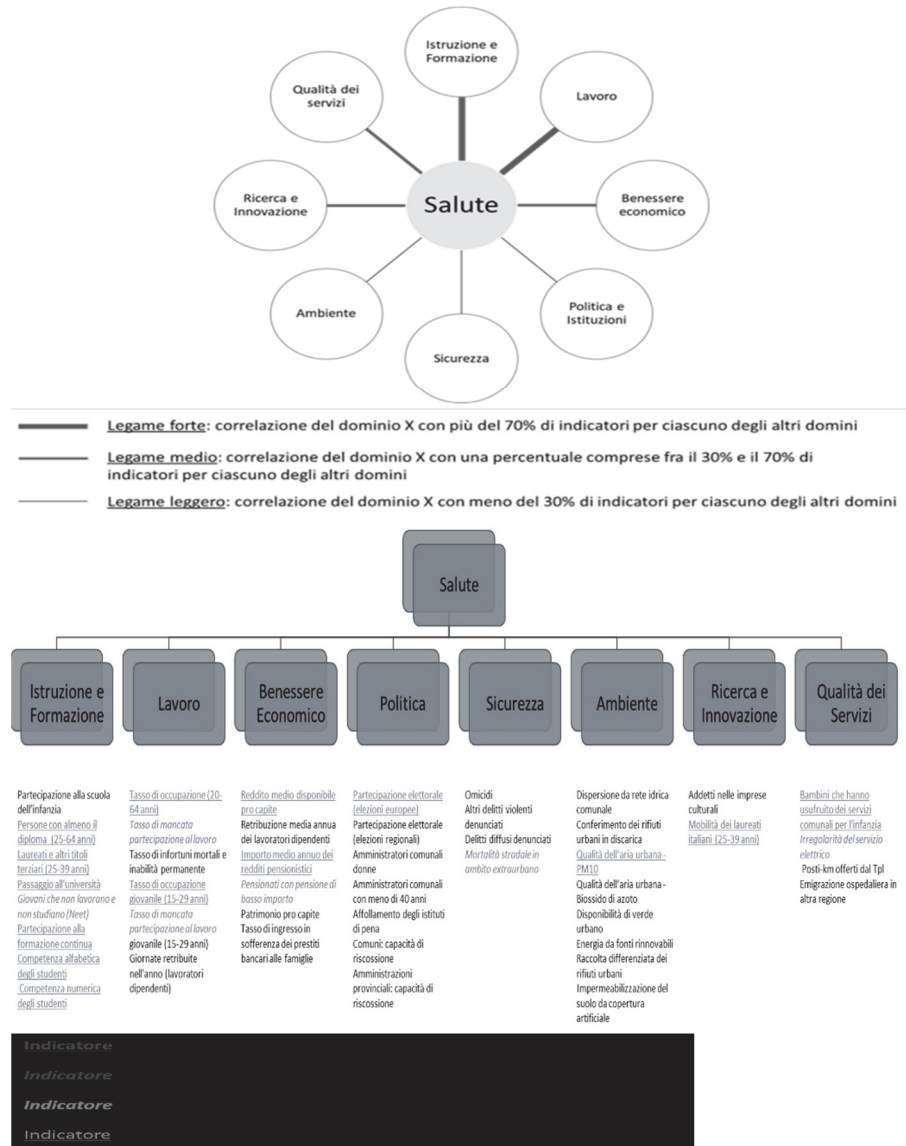 Istruzione e
Formazione
Qualità dei
servizi
Lavoro
Ricerca e
Innovazione
Salute
Benessere
economico
Ambiente
Politica e
Istituzioni
Sicurezza
Legame forte: correlazione del dominio X con più del 70% di indicatori per ciascuno degli altri domini
Legame medio: correlazione del dominio X con una percentuale comprese fra il 30% e il 70% di
indicatori per ciascuno degli altri domini
Legame leggero: correlazione del dominio X con meno del 30% di indicatori per ciascuno degli altri domini
Salute
Istruzione e
Formazione
Lavoro
Benessere
Economico
Politica
Sicurezza
Ambiente
Ricerca e
Innovazione
Qualità dei
Servizi
Partecipazione alla scuola
dell'infanzia
Persone con almeno il
diploma (25-64 anni)
Laureati e altri titoli
terziari (25-39 anni)
Passaggio all'università
Giovani che non lavorano e
non studiano (Neet)
Partecipazione alla
formazione continua
Competenza alfabetica
degli studenti
Competenza numerica
degli studenti
Tasso di occupazione (20-
64 anni)
Tasso di mancata
partecipazione al lavoro
Tasso di infortuni mortali e
inabilità permanente
Tasso di occupazione
giovanile (15-29 anni)
Tasso di mancata
partecipazione al lavoro
giovanile (15-29 anni)
Giornate retribuite
nell'anno (lavoratori
dipendenti)
Reddito medio disponibile
pro capite
Retribuzione media annua
dei lavoratori dipendenti
Importo medio annuo dei
redditi pensionistici
Pensionati con pensione di
basso importo
Patrimonio pro capite
Tasso di ingresso in
sofferenza dei prestiti
bancari alle famiglie
Partecipazione elettorale
(elezioni europee)
Partecipazione elettorale
(elezioni regionali)
Amministratori comunali
donne
Amministratori comunali
con meno di 40 anni
Affollamento degli istituti
di pena
Comuni: capacità di
riscossione
Amministrazioni
provinciali: capacità di
riscossione
Omicidi
Altri delitti violenti
denunciati
Delitti diffusi denunciati
Mortalità stradale in
ambito extraurbano
Dispersione da rete idrica
comunale
Conferimento dei rifiuti
urbani in discarica
Qualità dell'aria urbana -
PM10
Qualità dell'aria urbana -
Biossido di azoto
Disponibilità di verde
urbano
Energia da fonti rinnovabili
Raccolta differenziata dei
rifiuti urbani
Impermeabilizzazione del
suolo da copertura
artificiale
Addetti nelle imprese
culturali
Mobilità dei laureati
italiani (25-39 anni)
Bambini che hanno
usufruito dei servizi
comunali per l'infanzia
Irregolarità del servizio
elettrico
Posti-km offerti dal Tpl
Emigrazione ospedaliera in
altra regione
Indicatore
Indicatore
Indicatore
Indicatore